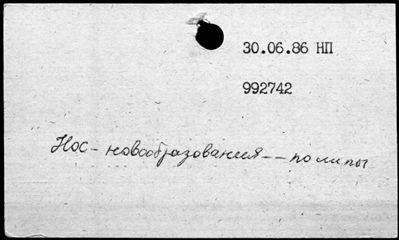 30.06.86 НП
992742
Нос - новообразования -- полипы